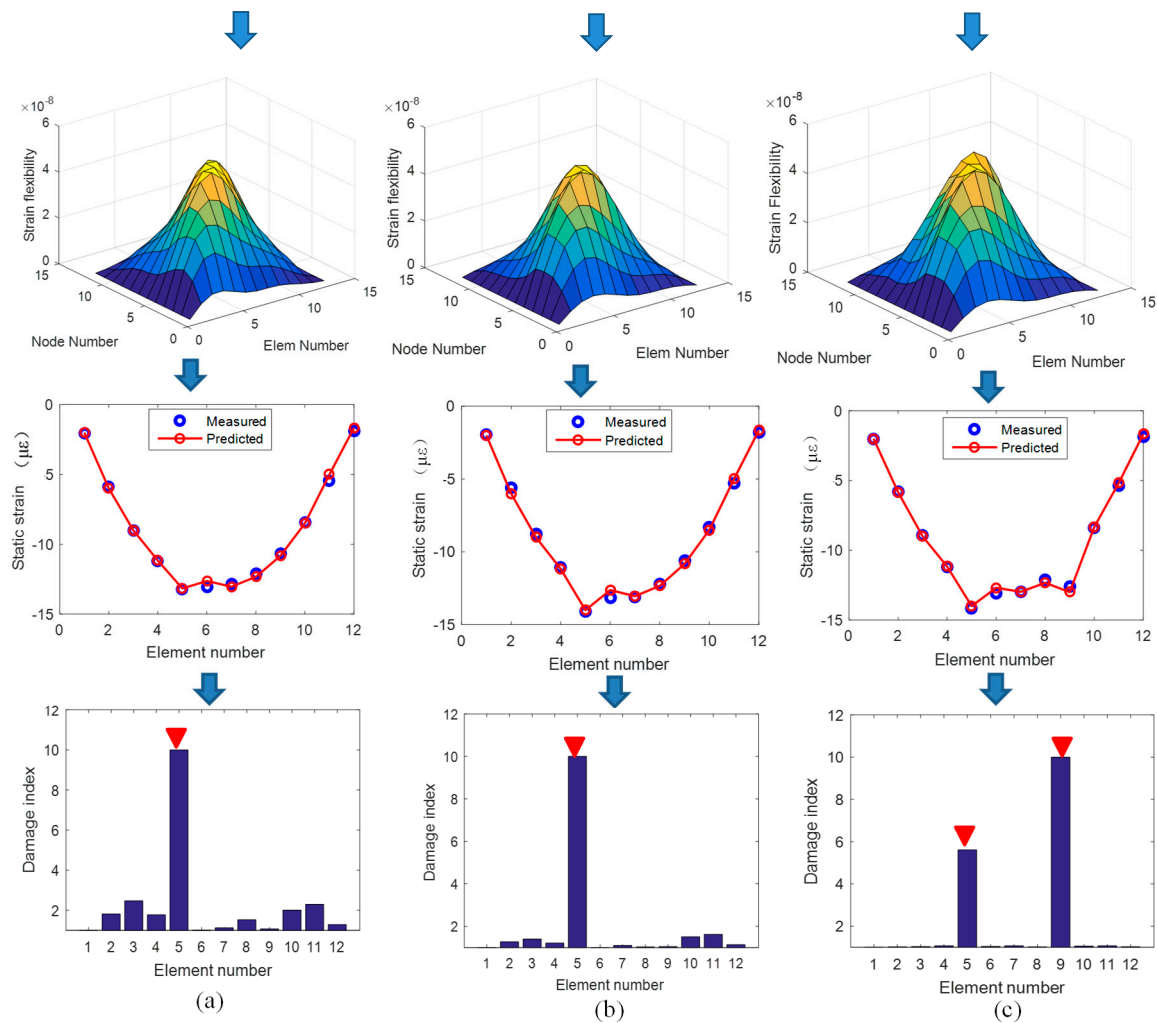 ×10⁻⁸
6
4
2
0
Strain flexibility
15
10
5
0
Node Number
0
5
10
15
Elem Number
×10⁻⁸
6
4
2
0
Strain flexibility
15
10
5
0
Node Number
0
5
10
15
Elem Number
×10⁻⁸
6
4
2
0
Strain Flexibility
15
10
5
0
Node Number
0
5
10
15
Elem Number
0
-5
-10
-15
Static strain （με）
Measured
Predicted
0 2 4 6 8 10 12
Element number
0
-5
-10
-15
Static strain （με）
Measured
Predicted
0 2 4 6 8 10 12
Element number
0
-5
-10
-15
Static strain （με）
Measured
Predicted
0 2 4 6 8 10 12
Element number
12
10
8
6
4
2
Damage index
1 2 3 4 5 6 7 8 9 10 11 12
Element number
(a)
12
10
8
6
4
2
Damage index
1 2 3 4 5 6 7 8 9 10 11 12
Element number
(b)
12
10
8
6
4
2
Damage index
1 2 3 4 5 6 7 8 9 10 11 12
Element number
(c)